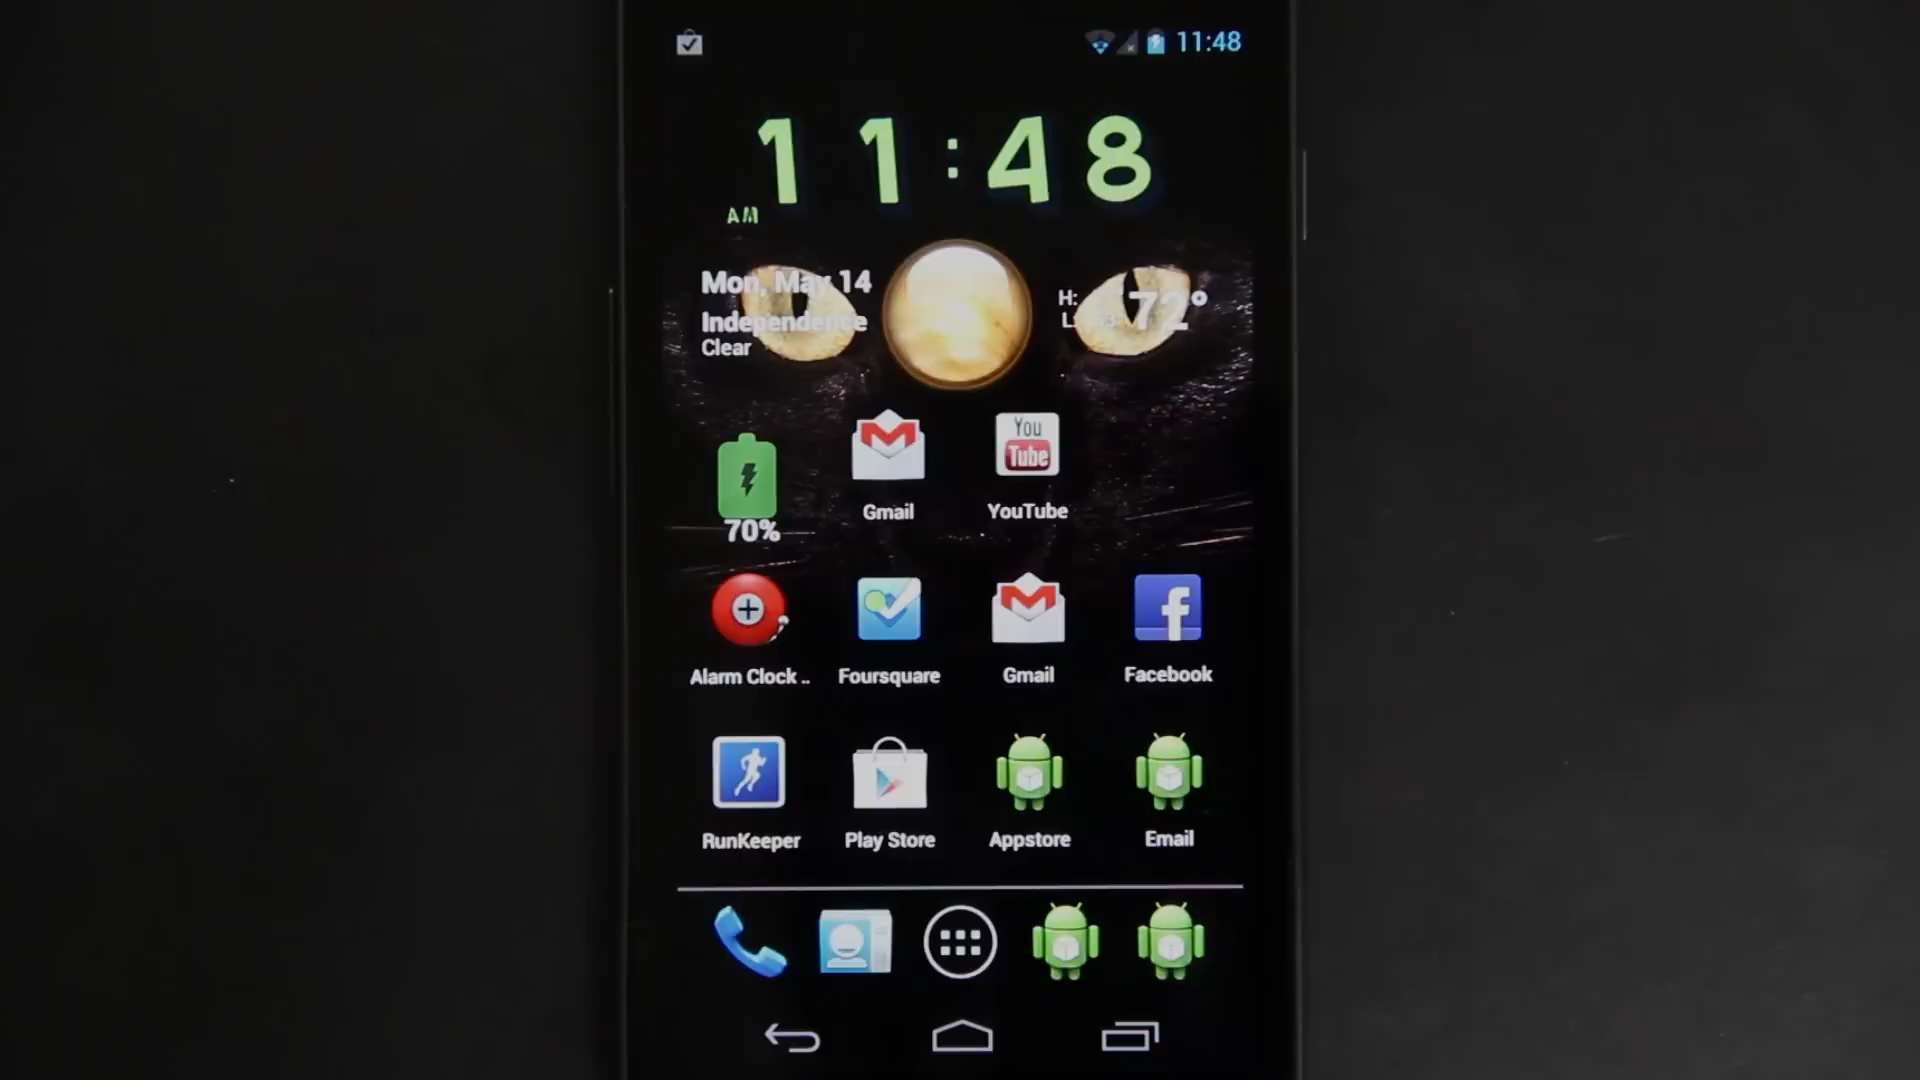 11:48
11:48
AM
Mon, May 14
Independence
Clear
H:
L:
72°
You
Tube
Gmail
YouTube
70%
Alarm Clock ..
Foursquare
Gmail
Facebook
RunKeeper
Play Store
Appstore
Email